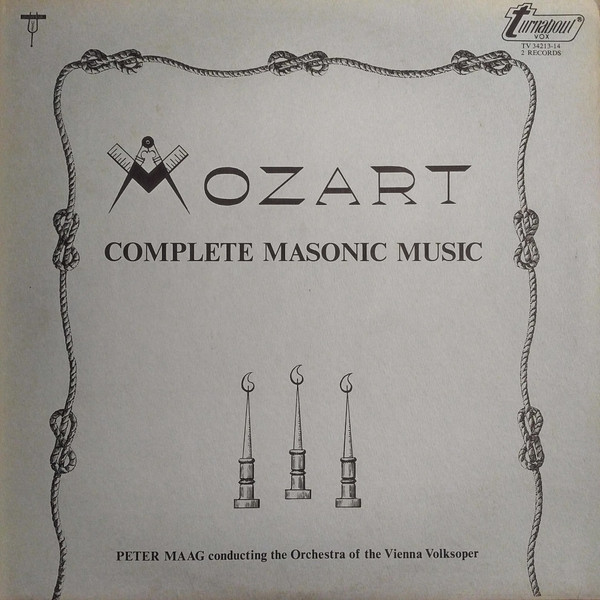 turnabout
VOX
TV 34213-14
2 RECORDS
MOZART
COMPLETE MASONIC MUSIC
PETER MAAG conducting the Orchestra of the Vienna Volksoper